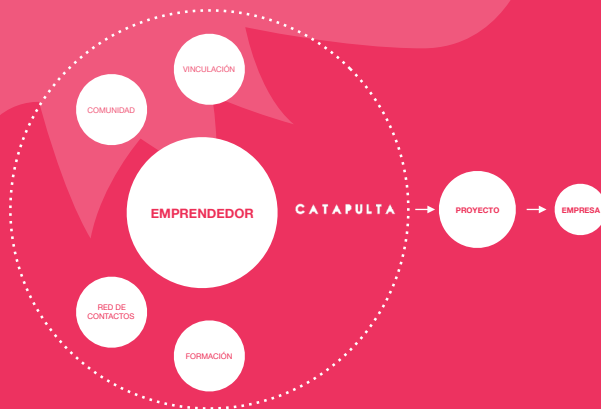 VINCULACIÓN
COMUNIDAD
EMPRENDEDOR
CATAPULTA
PROYECTO
EMPRESA
RED DE
CONTACTOS
FORMACIÓN